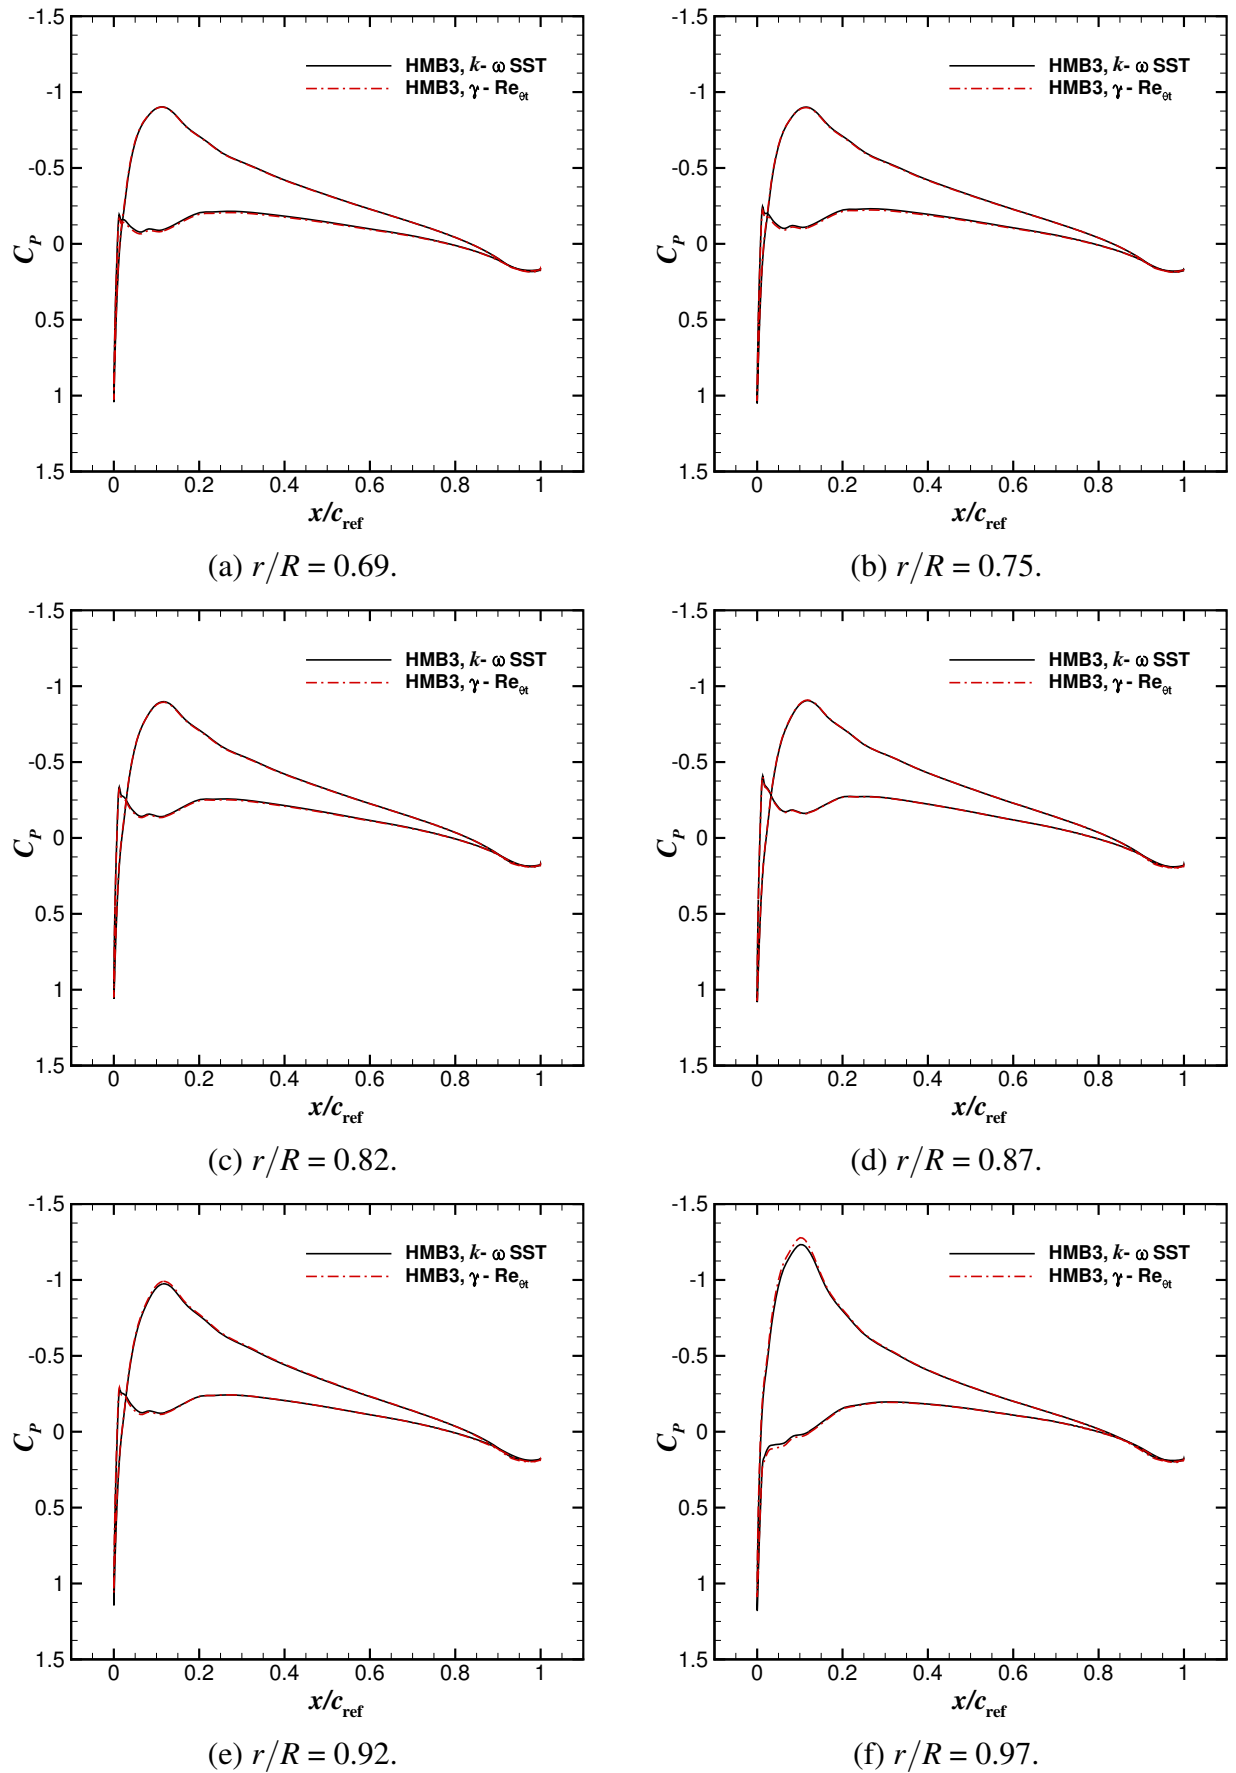 -1.5
HMB3, k- ω SST
HMB3, γ - Reθt
-1
-0.5
0
0.5
1
1.5
CP
0 0.2 0.4 0.6 0.8 1
x/cref
(a) r/R = 0.69.
-1.5
HMB3, k- ω SST
HMB3, γ - Reθt
-1
-0.5
0
0.5
1
1.5
CP
0 0.2 0.4 0.6 0.8 1
x/cref
(b) r/R = 0.75.
-1.5
HMB3, k- ω SST
HMB3, γ - Reθt
-1
-0.5
0
0.5
1
1.5
CP
0 0.2 0.4 0.6 0.8 1
x/cref
(c) r/R = 0.82.
-1.5
HMB3, k- ω SST
HMB3, γ - Reθt
-1
-0.5
0
0.5
1
1.5
CP
0 0.2 0.4 0.6 0.8 1
x/cref
(d) r/R = 0.87.
-1.5
HMB3, k- ω SST
HMB3, γ - Reθt
-1
-0.5
0
0.5
1
1.5
CP
0 0.2 0.4 0.6 0.8 1
x/cref
(e) r/R = 0.92.
-1.5
HMB3, k- ω SST
HMB3, γ - Reθt
-1
-0.5
0
0.5
1
1.5
CP
0 0.2 0.4 0.6 0.8 1
x/cref
(f) r/R = 0.97.